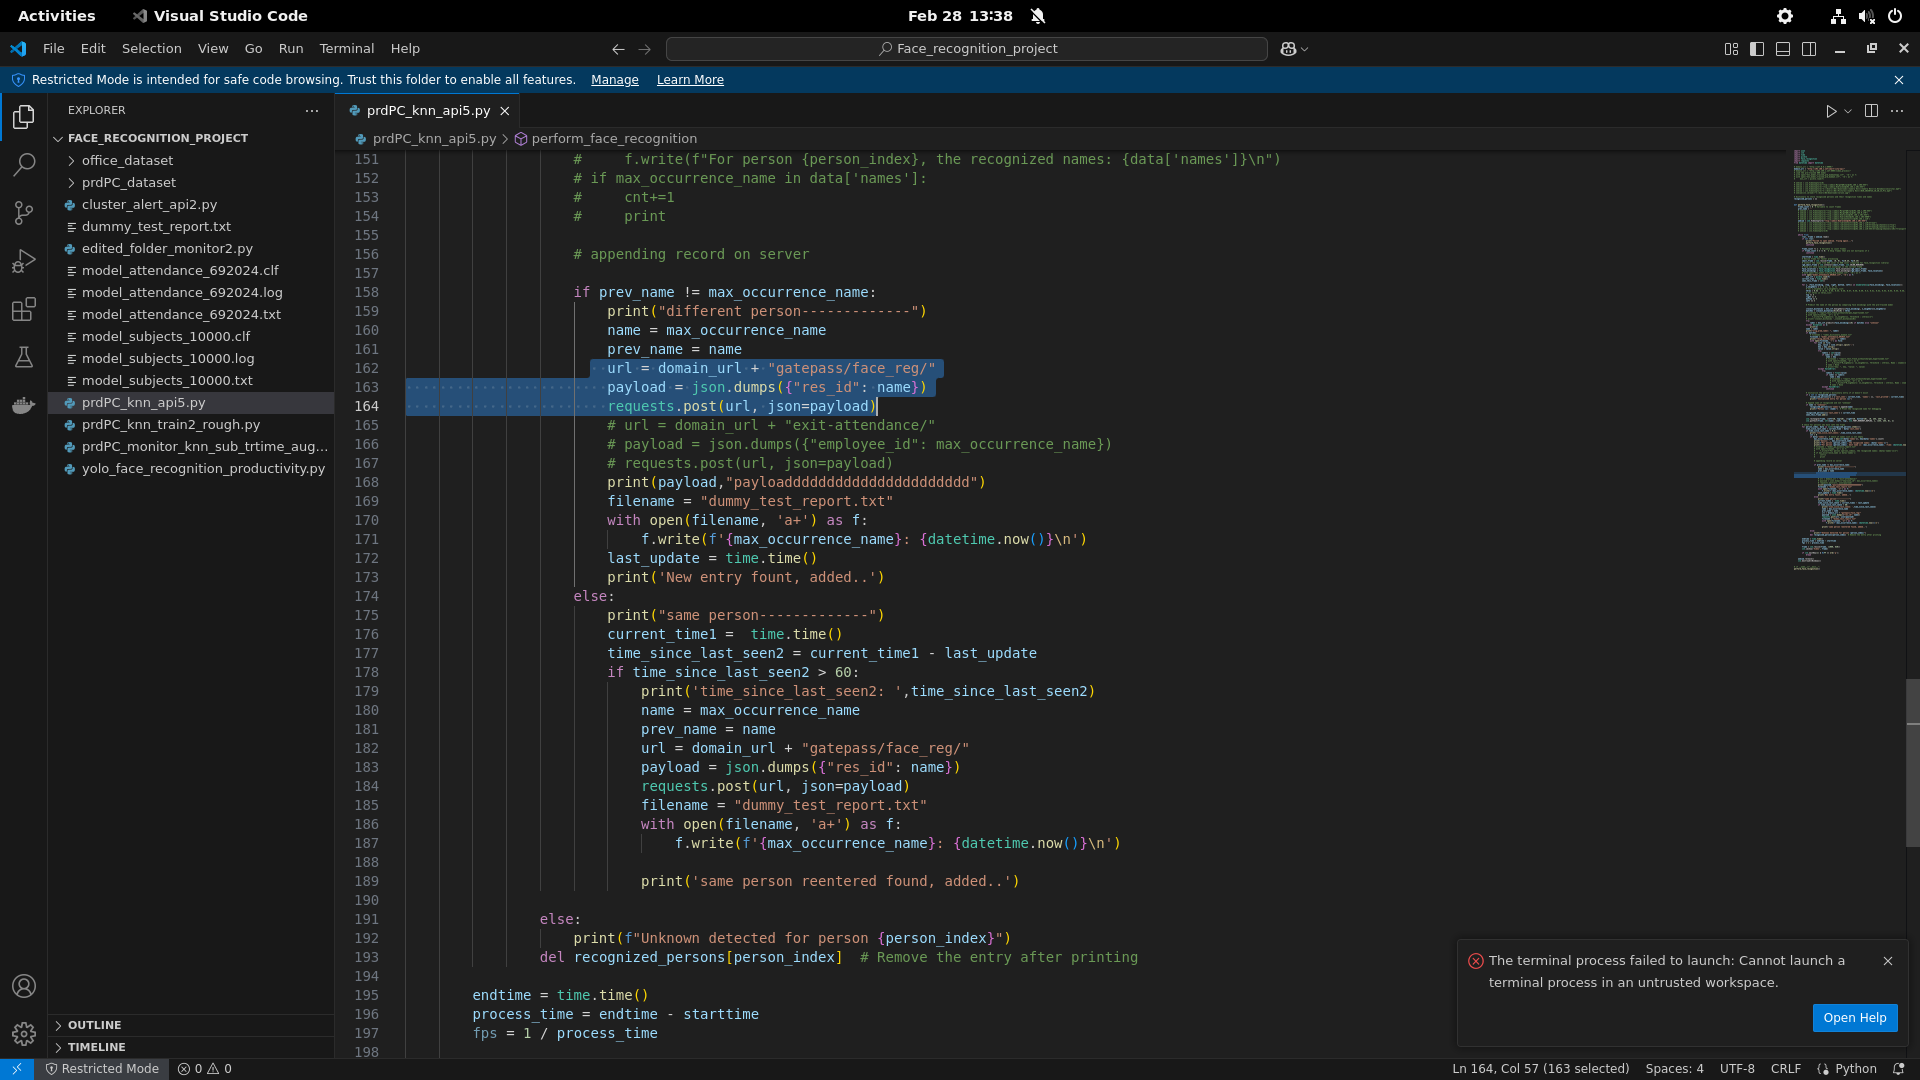 Activities
Visual Studio Code
Feb 28 13:38
File Edit Selection View Go Run Terminal Help
Face_recognition_project
Restricted Mode is intended for safe code browsing. Trust this folder to enable all features. Manage Learn More
EXPLORER
FACE_RECOGNITION_PROJECT
office_dataset
prdPC_dataset
cluster_alert_api2.py
dummy_test_report.txt
edited_folder_monitor2.py
model_attendance_692024.clf
model_attendance_692024.log
model_attendance_692024.txt
model_subjects_10000.clf
model_subjects_10000.log
model_subjects_10000.txt
prdPC_knn_api5.py
prdPC_knn_train2_rough.py
prdPC_monitor_knn_sub_trtime_aug...
yolo_face_recognition_productivity.py
OUTLINE
TIMELINE
prdPC_knn_api5.py
prdPC_knn_api5.py > perform_face_recognition
151 #     f.write(f"For person {person_index}, the recognized names: {data['names']}\n")
152 # if max_occurrence_name in data['names']:
153 #     cnt+=1
154 #     print
155
156 # appending record on server
157
158 if prev_name != max_occurrence_name:
159     print("different person-------------")
160     name = max_occurrence_name
161     prev_name = name
162     url = domain_url + "gatepass/face_reg/"
163     payload = json.dumps({"res_id": name})
164     requests.post(url, json=payload)
165     # url = domain_url + "exit-attendance/"
166     # payload = json.dumps({"employee_id": max_occurrence_name})
167     # requests.post(url, json=payload)
168     print(payload,"payloaddddddddddddddddddddddd")
169     filename = "dummy_test_report.txt"
170     with open(filename, 'a+') as f:
171         f.write(f'{max_occurrence_name}: {datetime.now()}\n')
172     last_update = time.time()
173     print('New entry fount, added..')
174 else:
175     print("same person-------------")
176     current_time1 =  time.time()
177     time_since_last_seen2 = current_time1 - last_update
178     if time_since_last_seen2 > 60:
179         print('time_since_last_seen2: ',time_since_last_seen2)
180         name = max_occurrence_name
181         prev_name = name
182         url = domain_url + "gatepass/face_reg/"
183         payload = json.dumps({"res_id": name})
184         requests.post(url, json=payload)
185         filename = "dummy_test_report.txt"
186         with open(filename, 'a+') as f:
187             f.write(f'{max_occurrence_name}: {datetime.now()}\n')
188
189         print('same person reentered found, added..')
190
191 else:
192     print(f"Unknown detected for person {person_index}")
193 del recognized_persons[person_index]  # Remove the entry after printing
194
195 endtime = time.time()
196 process_time = endtime - starttime
197 fps = 1 / process_time
198
The terminal process failed to launch: Cannot launch a
terminal process in an untrusted workspace.
Open Help
Restricted Mode 0 0
Ln 164, Col 57 (163 selected) Spaces: 4 UTF-8 CRLF Python